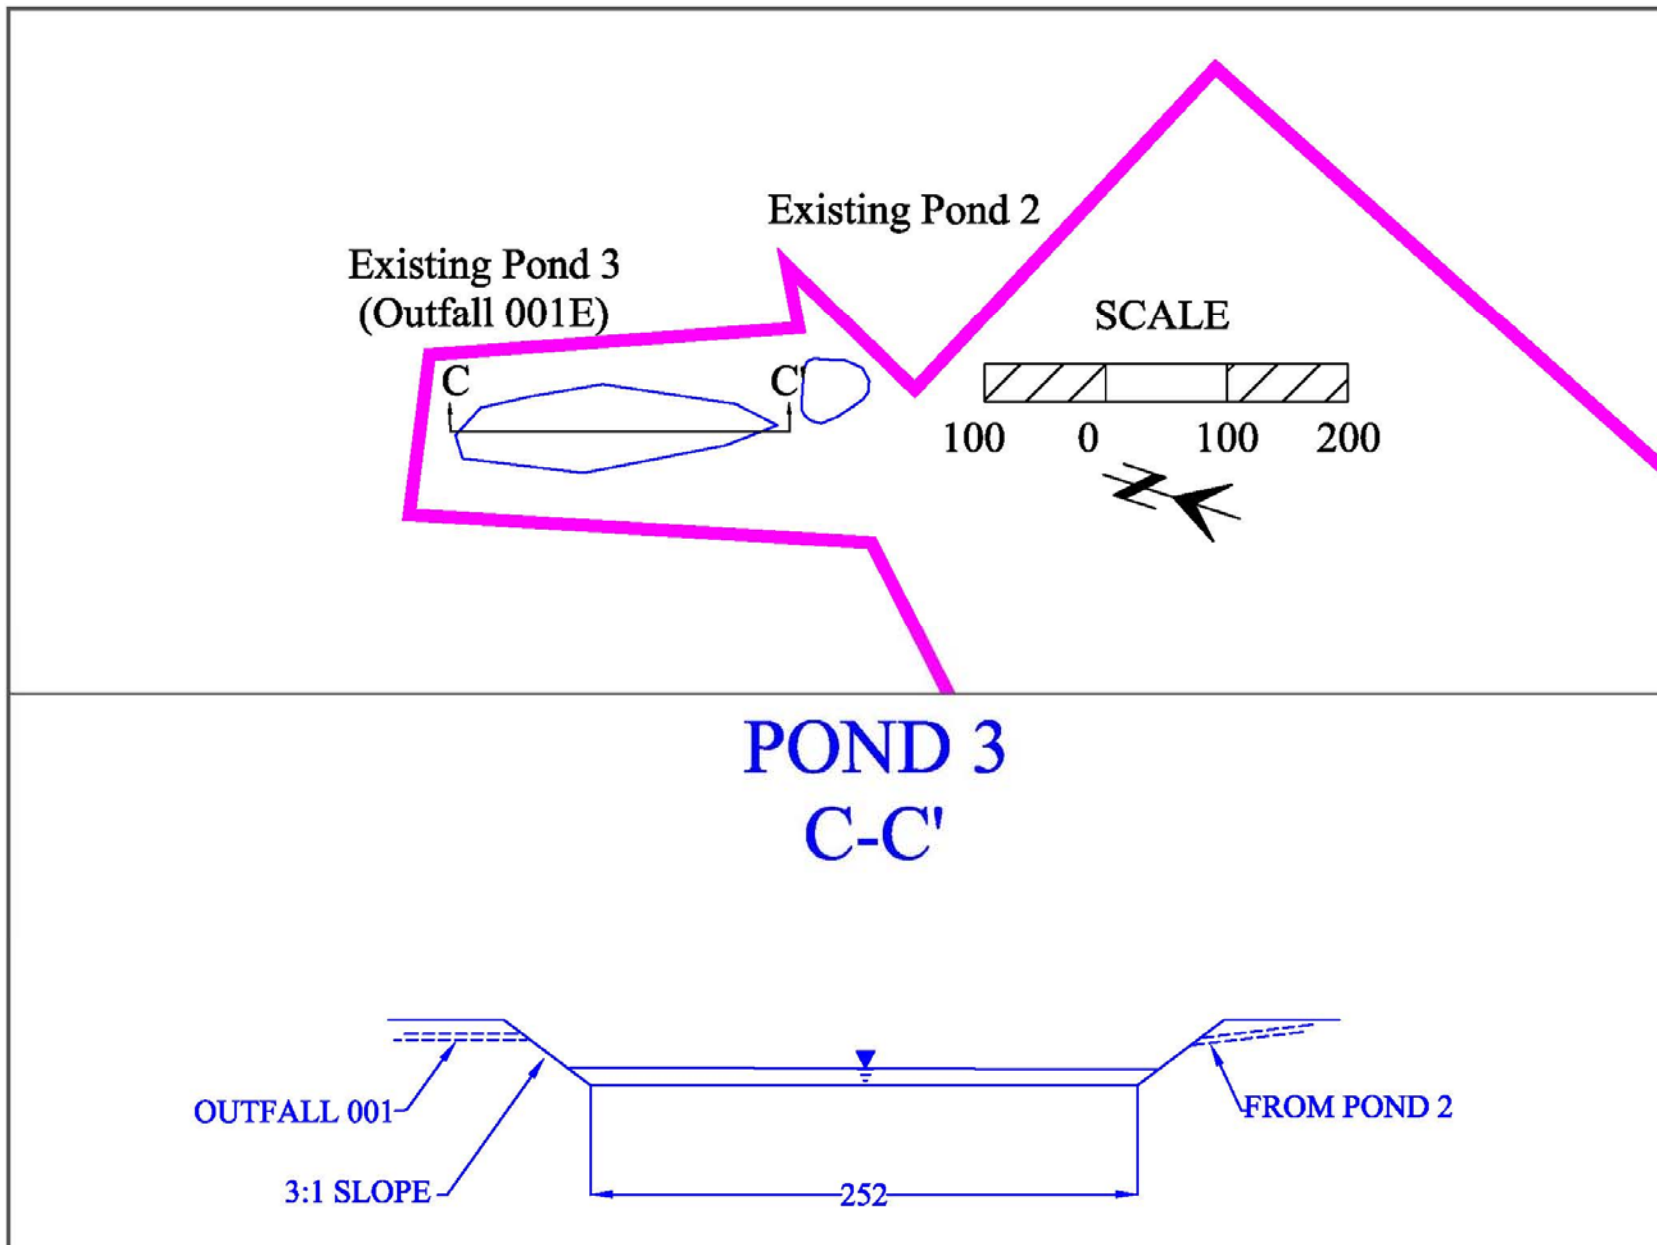 Existing Pond 2
Existing Pond 3
(Outfall 001E)
SCALE
C C'
100 0 100 200
N
POND 3
C-C'
OUTFALL 001
FROM POND 2
3:1 SLOPE
252